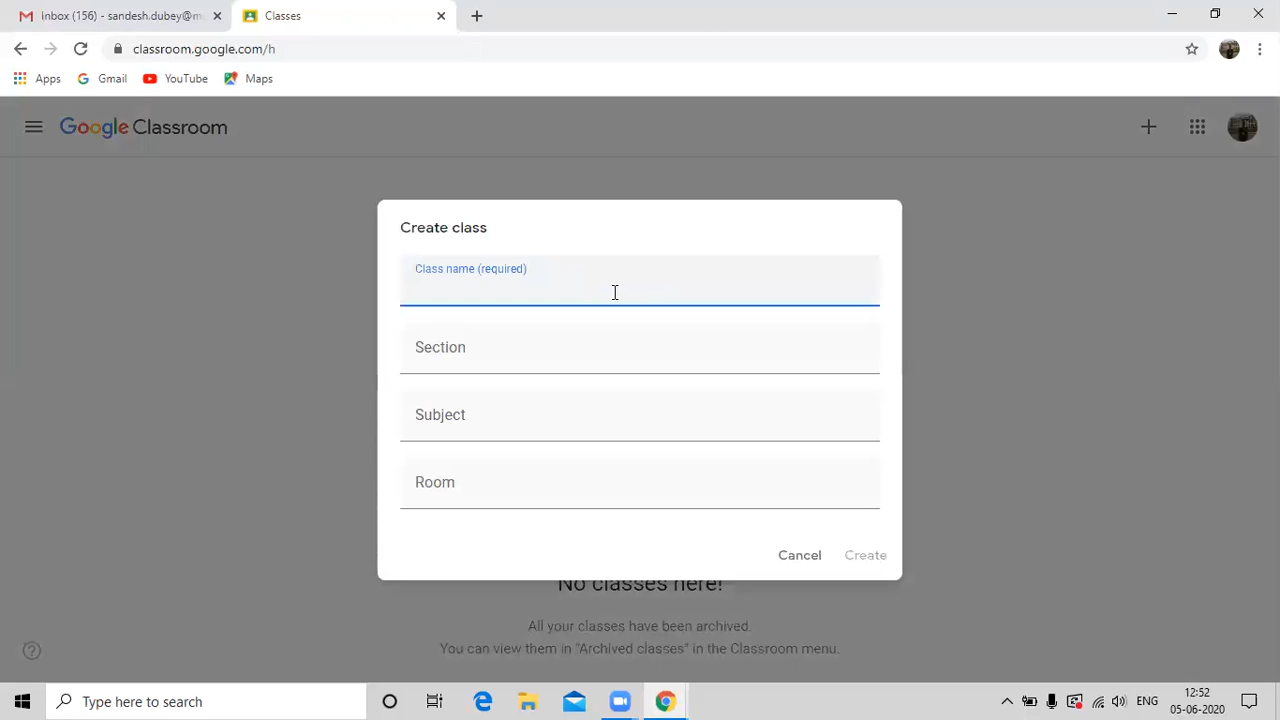 inbox (156) - sandesh.dubey@m
Classes
classroom.google.com/h
Apps
Gmail
YouTube
Maps
Google Classroom
Create class
Class name (required)
Section
Subject
Room
Cancel
Create
No classes here!
All your classes have been archived.
You can view them in "Archived classes" in the Classroom menu.
Type here to search
ENG
12:52
05-06-2020